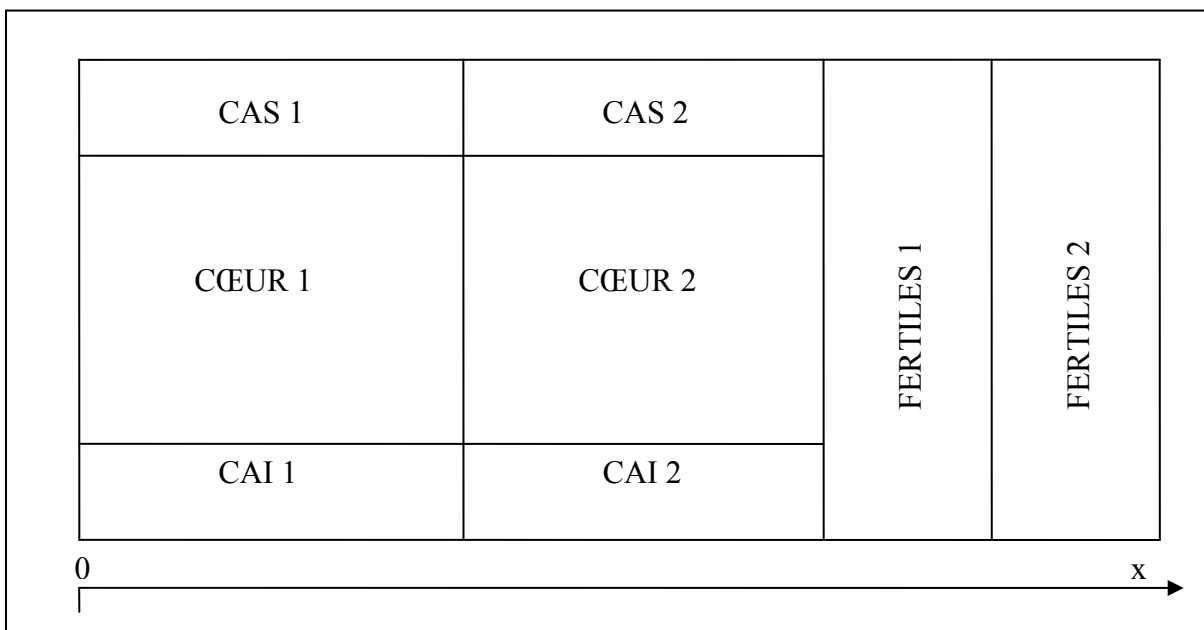 CAS 1
CAS 2
CŒUR 1
CŒUR 2
FERTILES 1
FERTILES 2
CAI 1
CAI 2
0
x